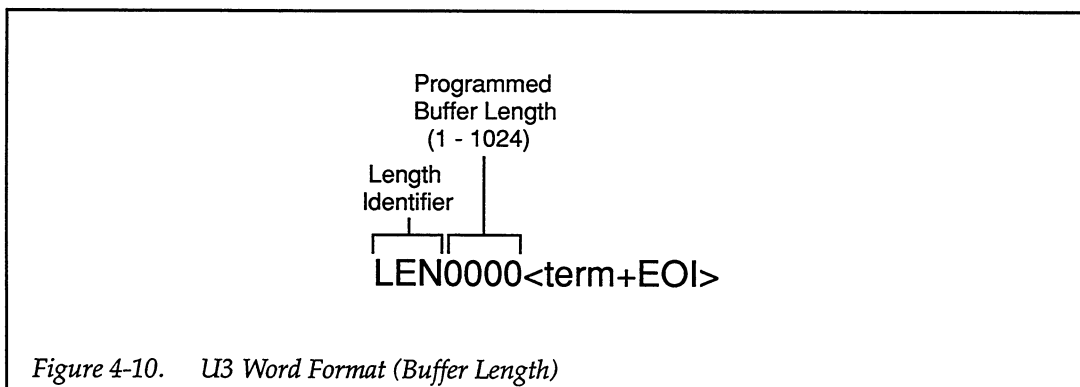 Programmed
Buffer Length
(1 - 1024)
Length
Identifier
LEN0000<term+EOI>
Figure 4-10. U3 Word Format (Buffer Length)